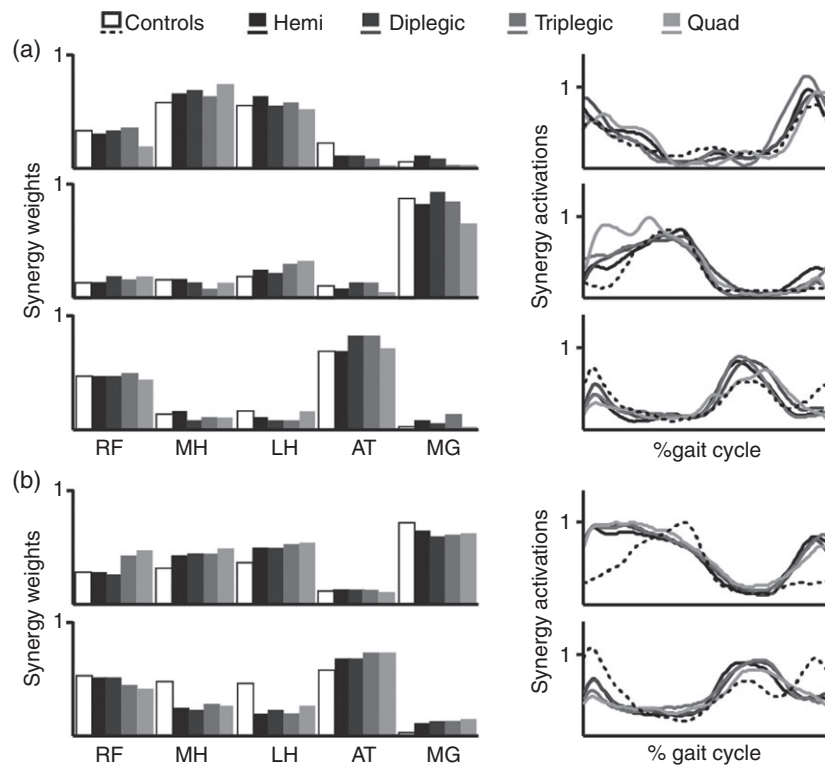 Controls Hemi Diplegic Triplegic Quad
(a)
1 1
1 1
Synergy weights Synergy activations
1 1
RF MH LH AT MG %gait cycle
(b)
1 1
Synergy weights Synergy activations
1 1
RF MH LH AT MG % gait cycle